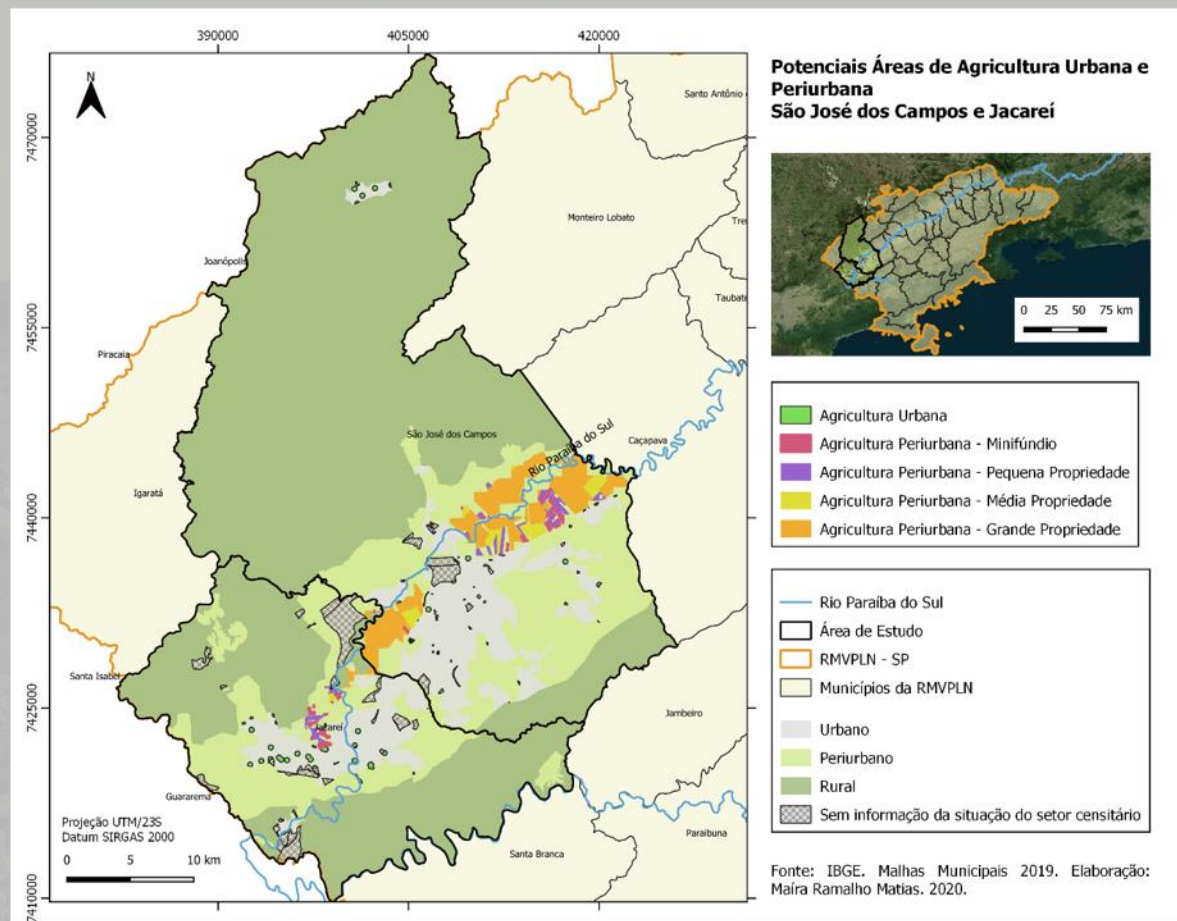 390000
405000
420000
N
7470000
7455000
7440000
7425000
7410000
Santo Antônio
Monteiro Lobato
Tre
Joanópolis
Taubaté
Piracaia
São José dos Campos
Rio Paraíba do Sul
Caçapava
Igaratá
Santa Isabel
Jacareí
Jambeiro
Guararema
Paraibuna
Santa Branca
Projeção UTM/23S
Datum SIRGAS 2000
0 5 10 km
Potenciais Áreas de Agricultura Urbana e
Periurbana
São José dos Campos e Jacareí
0 25 50 75 km
Agricultura Urbana
Agricultura Periurbana - Minifúndio
Agricultura Periurbana - Pequena Propriedade
Agricultura Periurbana - Média Propriedade
Agricultura Periurbana - Grande Propriedade
Rio Paraíba do Sul
Área de Estudo
RMVPLN - SP
Municípios da RMVPLN
Urbano
Periurbano
Rural
Sem informação da situação do setor censitário
Fonte: IBGE. Malhas Municipais 2019. Elaboração:
Maíra Ramalho Matias. 2020.